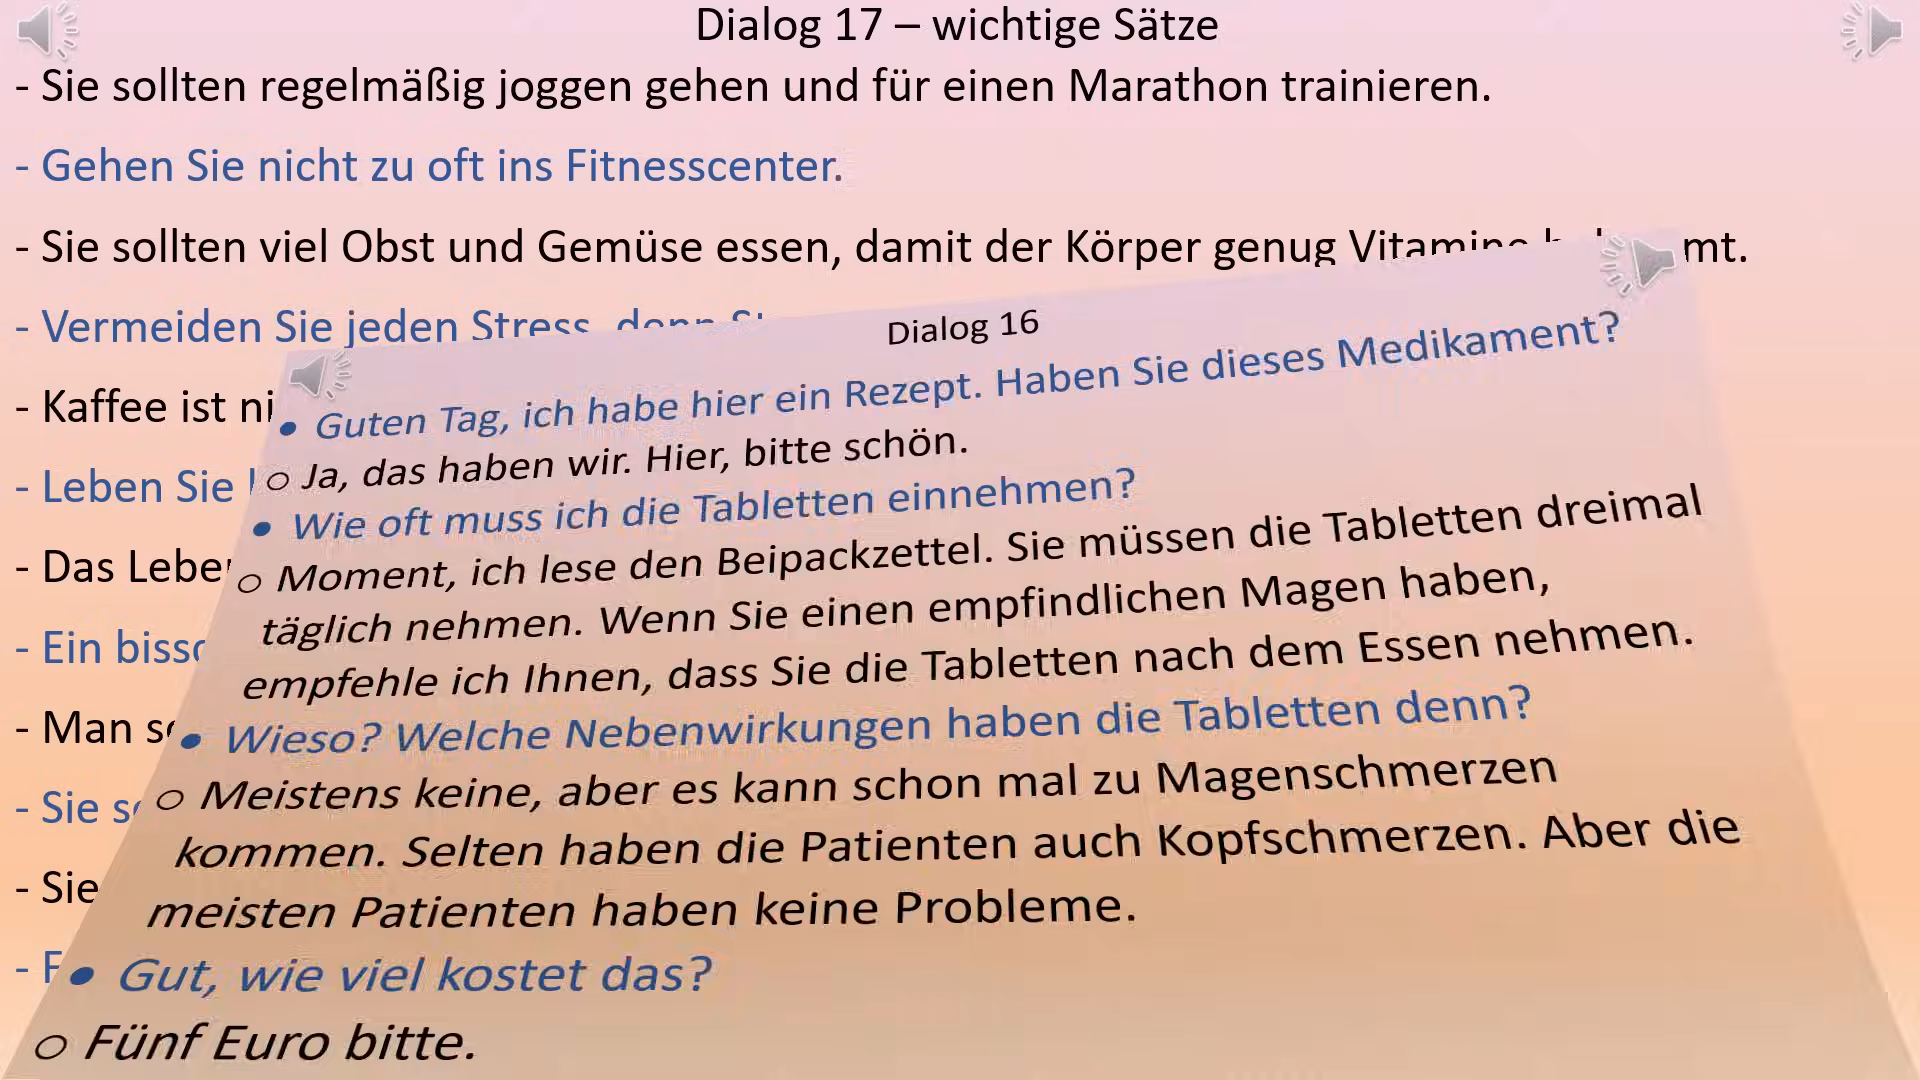 Dialog 17 – wichtige Sätze
- Sie sollten regelmäßig joggen gehen und für einen Marathon trainieren.
- Gehen Sie nicht zu oft ins Fitnesscenter.
- Sie sollten viel Obst und Gemüse essen, damit der Körper genug Vitamine
- Vermeiden Sie jeden Stress, denn
- Kaffee ist
- Leben Sie
- Das
- Ein
- Man
- Sie
- Sie
Dialog 16
• Guten Tag, ich habe hier ein Rezept. Haben Sie dieses Medikament?
○ Ja, das haben wir. Hier, bitte schön.
• Wie oft muss ich die Tabletten einnehmen?
○ Moment, ich lese den Beipackzettel. Sie müssen die Tabletten dreimal
täglich nehmen. Wenn Sie einen empfindlichen Magen haben,
empfehle ich Ihnen, dass Sie die Tabletten nach dem Essen nehmen.
• Wieso? Welche Nebenwirkungen haben die Tabletten denn?
○ Meistens keine, aber es kann schon mal zu Magenschmerzen
kommen. Selten haben die Patienten auch Kopfschmerzen. Aber die
meisten Patienten haben keine Probleme.
• Gut, wie viel kostet das?
○ Fünf Euro bitte.